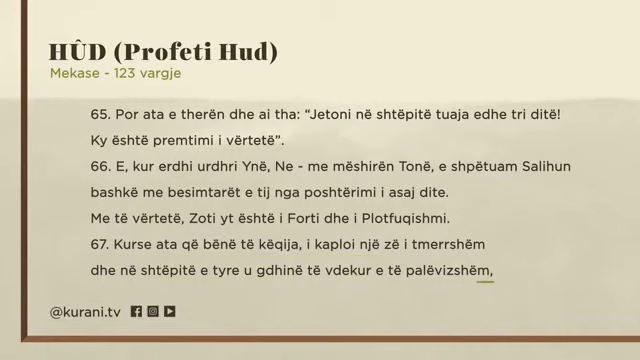 HÛD (Profeti Hud)
Mekase - 123 vargje
65. Por ata e therën dhe ai tha: “Jetoni në shtëpitë tuaja edhe tri ditë!
Ky është premtimi i vërtetë”.
66. E, kur erdhi urdhri Ynë, Ne - me mëshirën Tonë, e shpëtuam Salihun
bashkë me besimtarët e tij nga poshtërimi i asaj dite.
Me të vërtetë, Zoti yt është i Forti dhe i Plotfuqishmi.
67. Kurse ata që bënë të këqija, i kaploi një zë i tmerrshëm
dhe në shtëpitë e tyre u gdhinë të vdekur e të palëvizshëm,
@kurani.tv